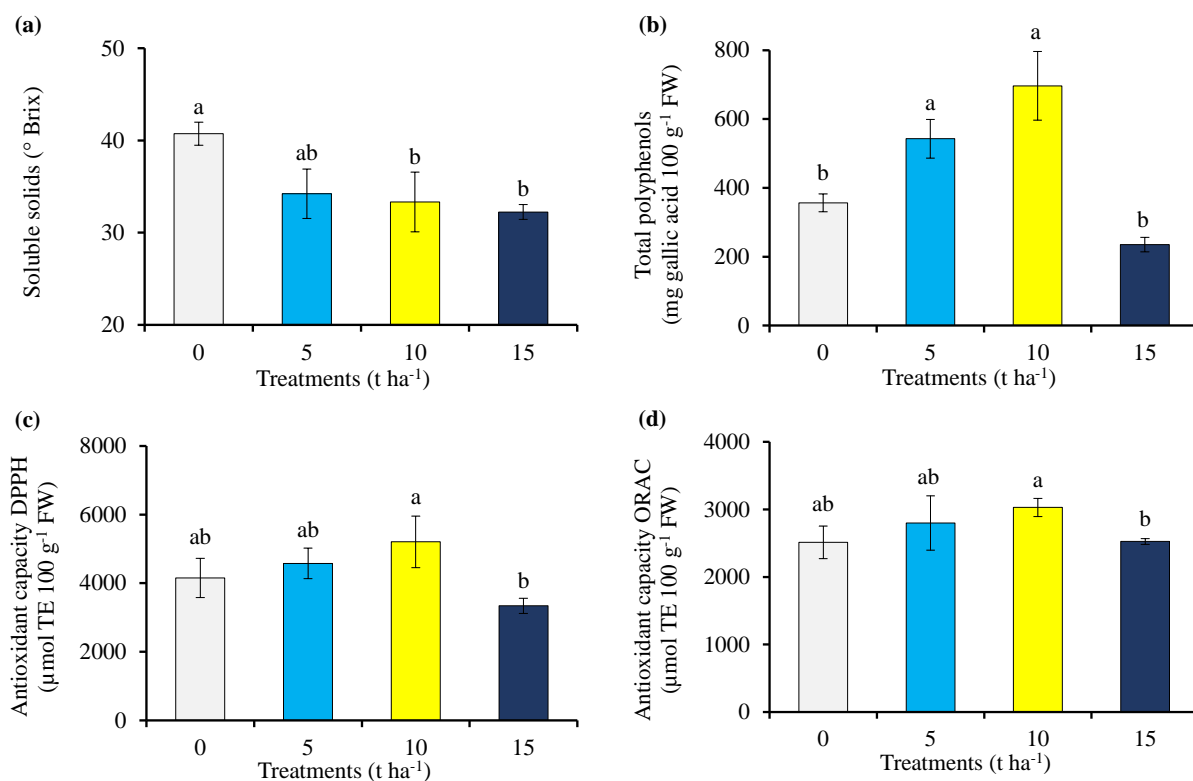 (a)
Soluble solids (° Brix)
50
40
30
20
a
ab
b
b
0 5 10 15
Treatments (t ha-1)
(b)
Total polyphenols
(mg gallic acid 100 g-1 FW)
800
600
400
200
0
b
a
a
b
0 5 10 15
Treatments (t ha-1)
(c)
Antioxidant capacity DPPH
(µmol TE 100 g-1 FW)
8000
6000
4000
2000
0
ab
ab
a
b
0 5 10 15
Treatments (t ha-1)
(d)
Antioxidant capacity ORAC
(µmol TE 100 g-1 FW)
4000
3000
2000
1000
0
ab
ab
a
b
0 5 10 15
Treatments (t ha-1)